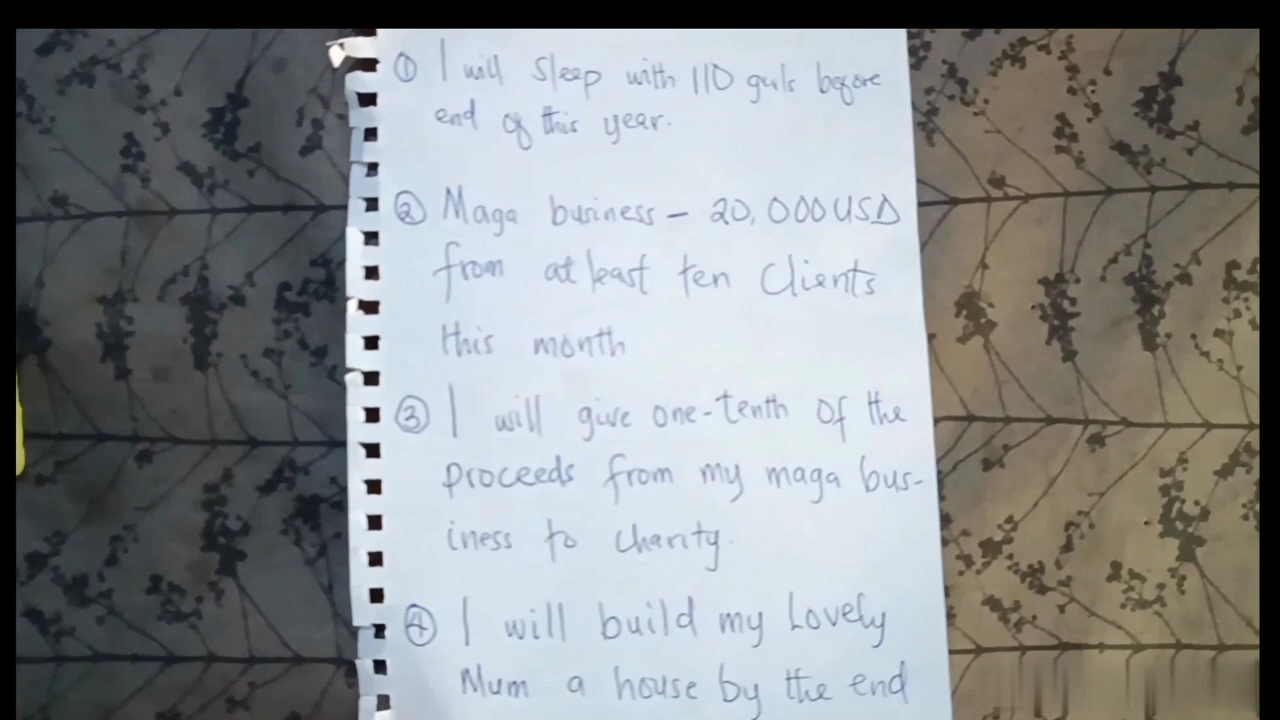 ① I will sleep with 110 girls before
end of this year.
② Maga business - 20,000USD
from at least ten clients
this month
③ I will give one-tenth of the
proceeds from my maga bus-
iness to charity.
④ I will build my Lovely
Mum a house by the end